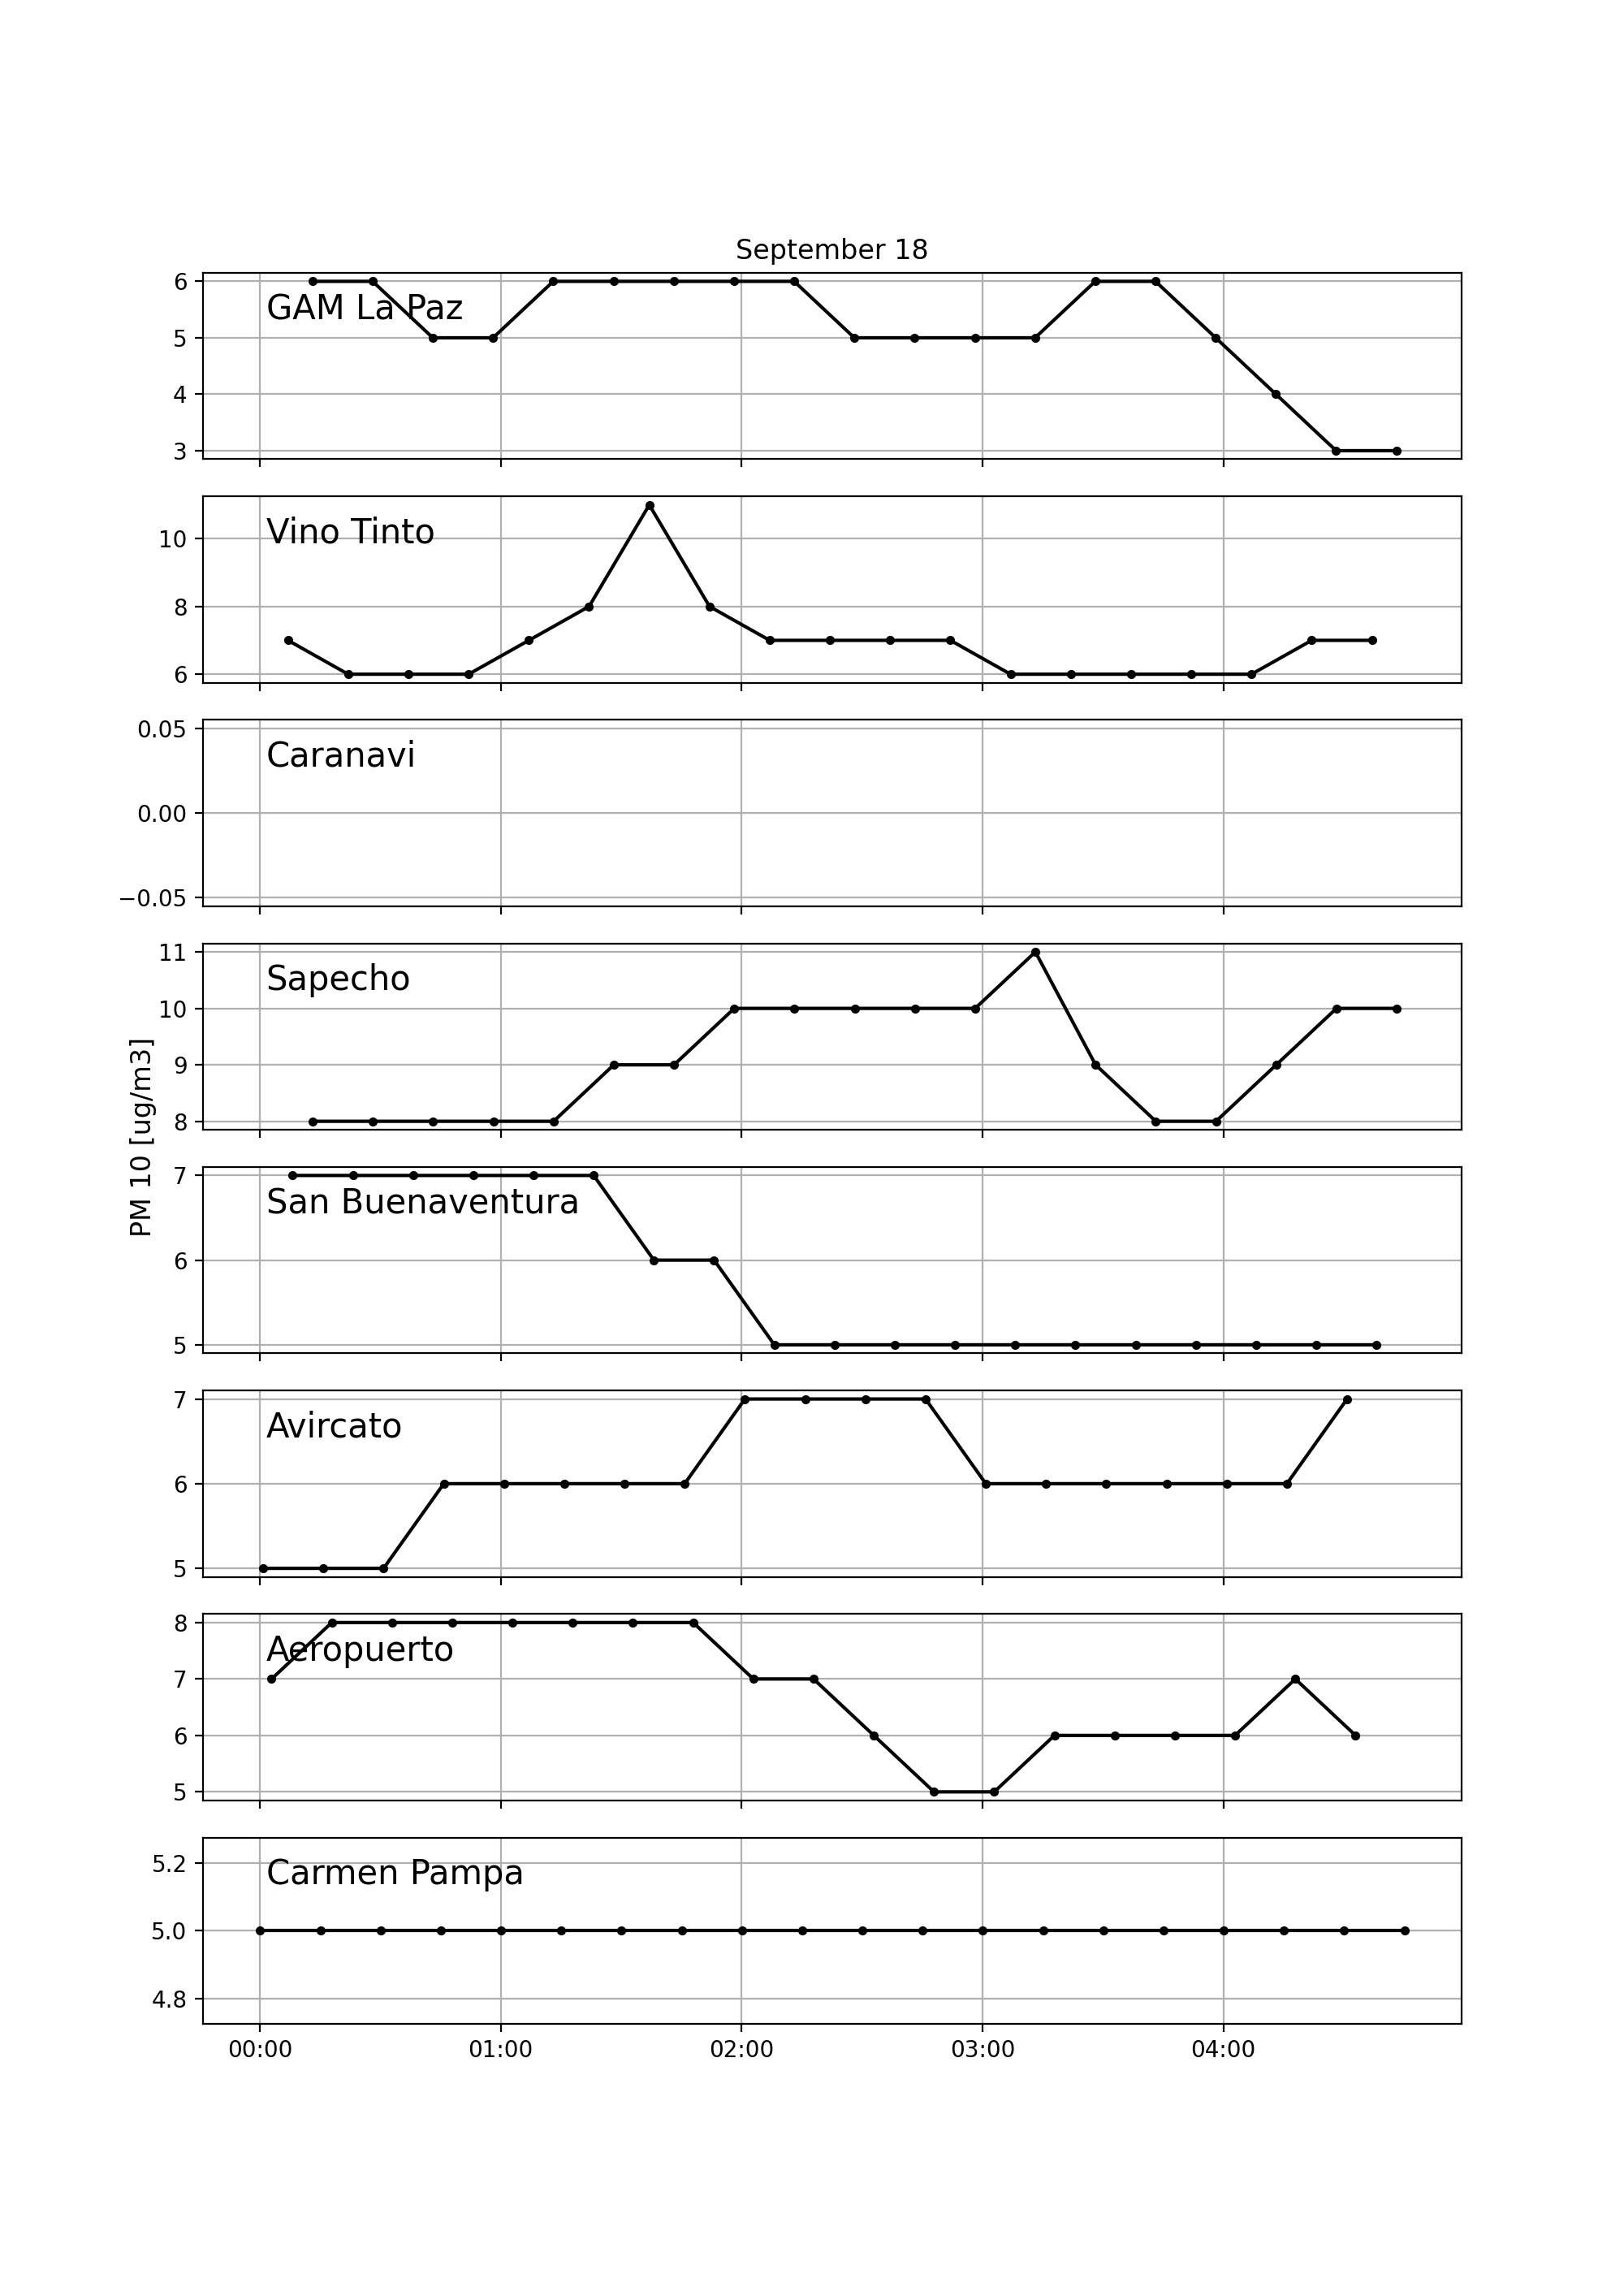 September 18
6
GAM La Paz
5
4
3
Vino Tinto
10
8
6
0.05
Caranavi
0.00
−0.05
11
Sapecho
10
9
8
PM 10 [ug/m3]
7
San Buenaventura
6
5
7
Avircato
6
5
8
Aeropuerto
7
6
5
5.2
Carmen Pampa
5.0
4.8
00:00 01:00 02:00 03:00 04:00